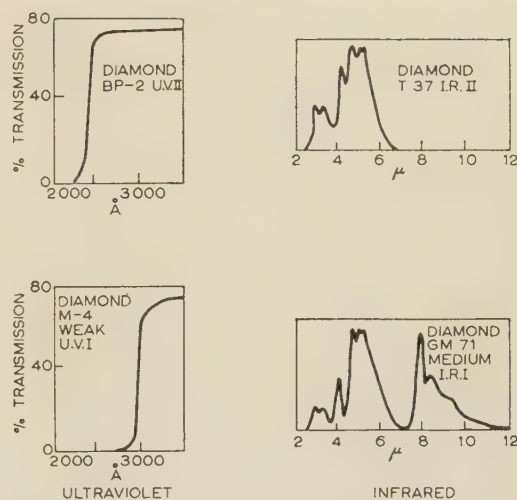 80
40
0
% TRANSMISSION
DIAMOND
BP-2 U.V.II
2000 3000
Å
DIAMOND
T 37 I.R. II
2 4 6 8 10 12
μ
80
40
0
% TRANSMISSION
DIAMOND
M-4
WEAK
U.V.I
2000 3000
Å
ULTRAVIOLET
DIAMOND
GM 71
MEDIUM
I.R.I
2 4 6 8 10 12
μ
INFRARED